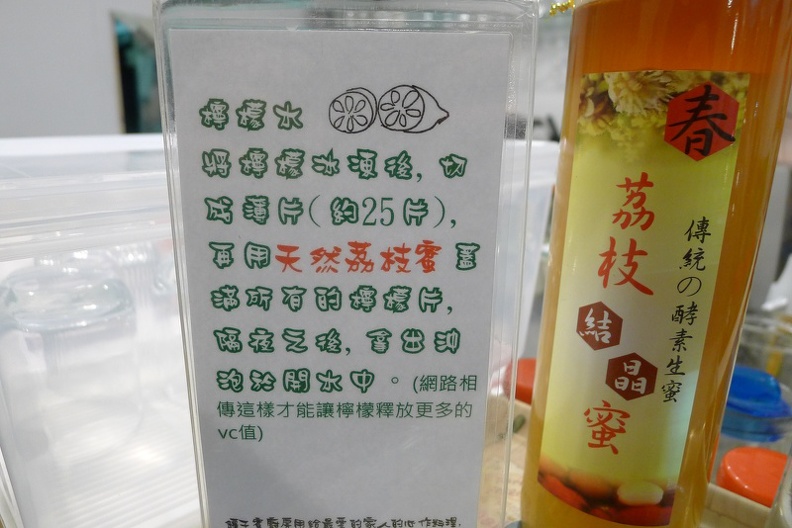 檸檬水
將檸檬冰凍後，切
成薄片(約25片)，
再用天然荔枝蜜蓋
滿所有的檸檬片，
隔夜之後，拿出沖
泡於開水中。(網路相
傳這樣才能讓檸檬釋放更多的
vc值)
春
荔枝結晶蜜
傳統の酵素生蜜